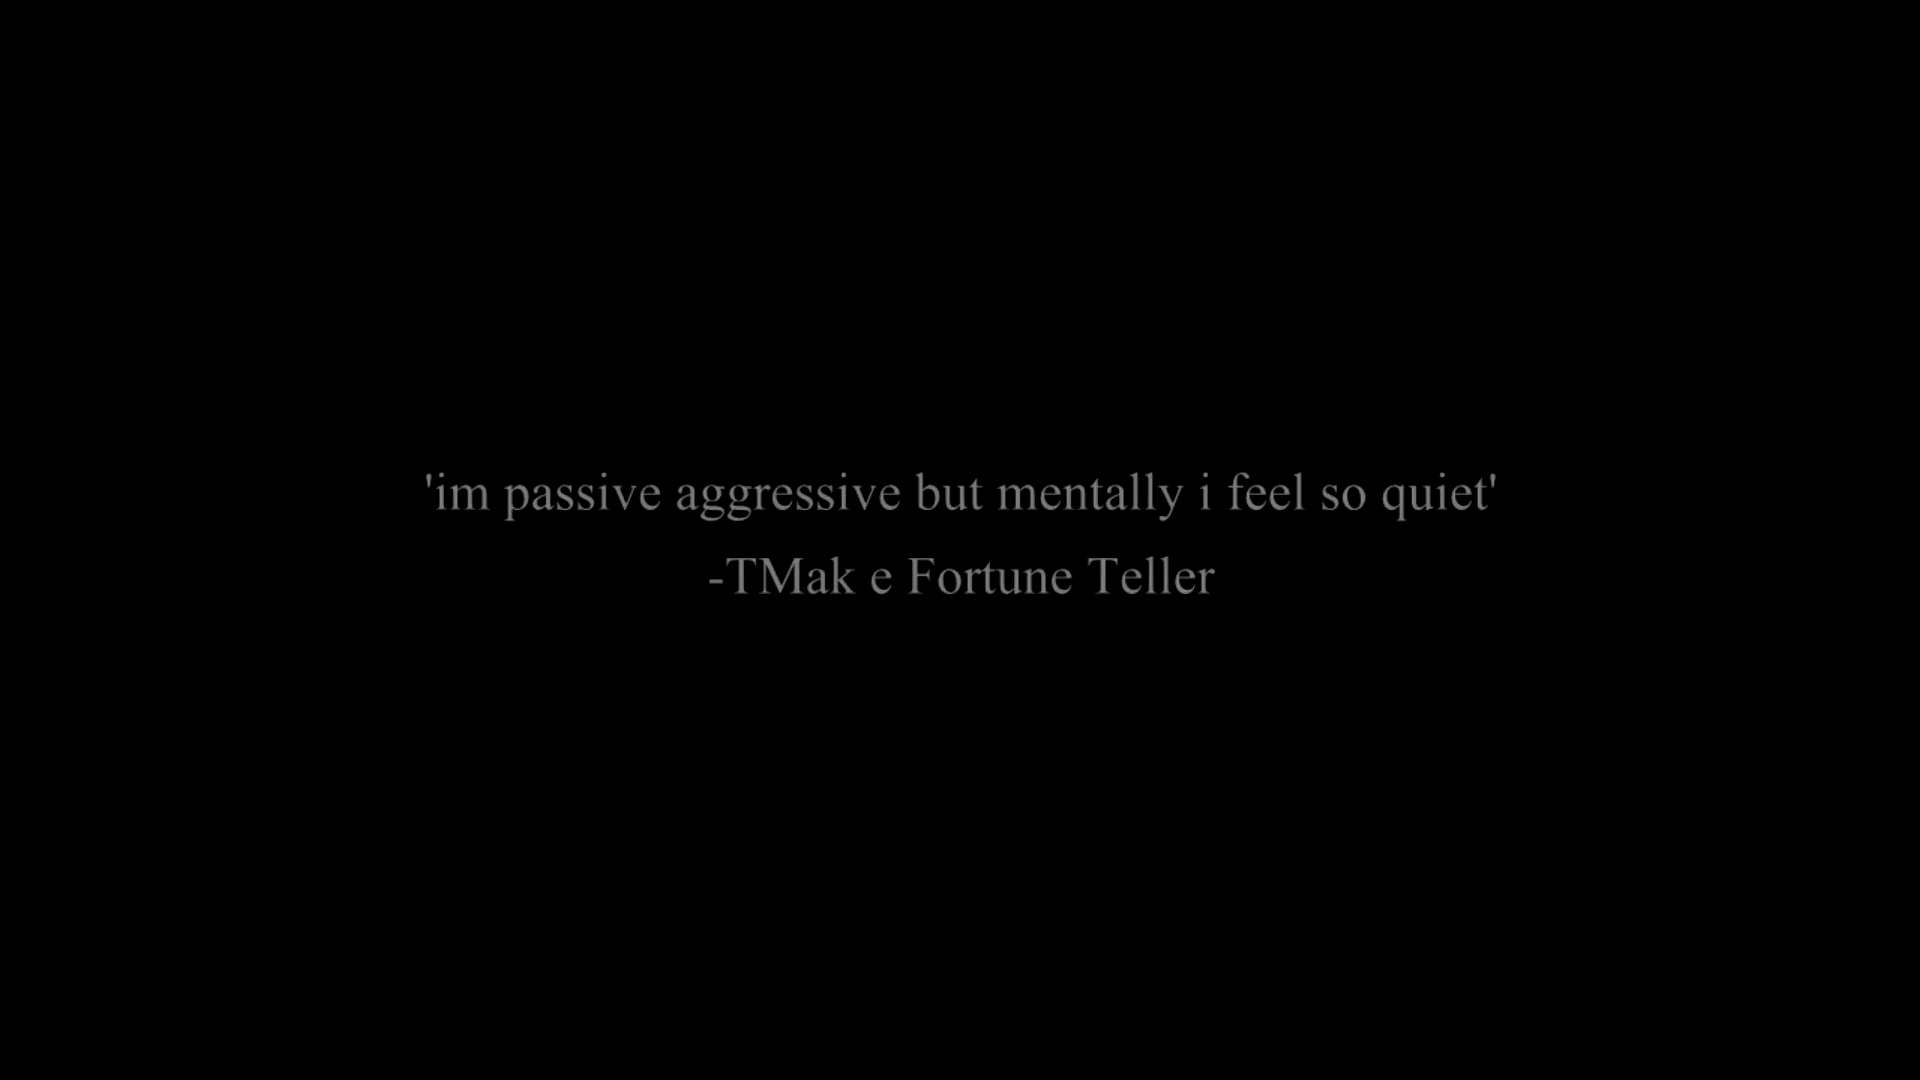 'im passive aggressive but mentally i feel so quiet'
-TMak e Fortune Teller